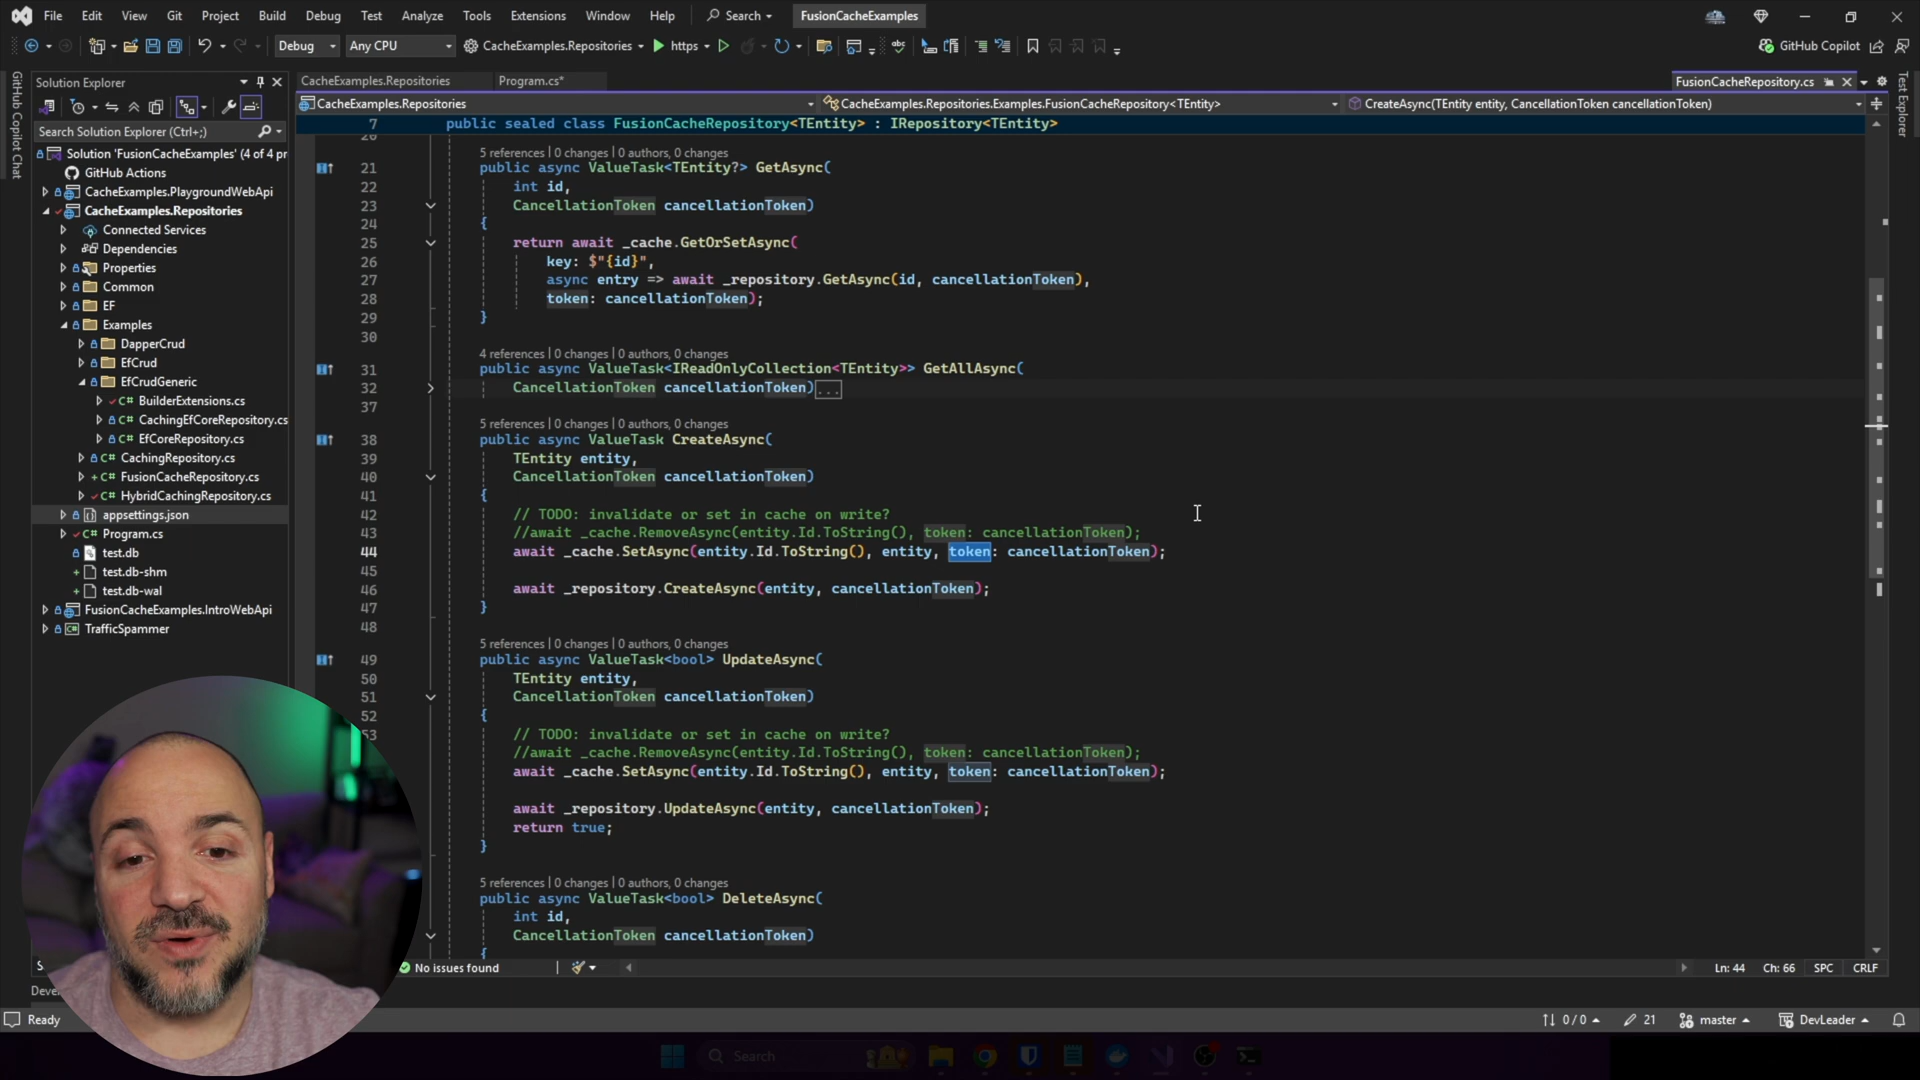 File Edit View Git Project Build Debug Test Analyze Tools Extensions Window Help Search FusionCacheExamples
Debug Any CPU CacheExamples.Repositories https GitHub Copilot
Solution Explorer
CacheExamples.Repositories Program.cs* FusionCacheRepository.cs
CacheExamples.Repositories CacheExamples.Repositories.Examples.FusionCacheRepository<TEntity> CreateAsync(TEntity entity, CancellationToken cancellationToken)
GitHub Copilot Chat
Test Explorer
Search Solution Explorer (Ctrl+;)
Solution 'FusionCacheExamples' (4 of 4 pr
GitHub Actions
CacheExamples.PlaygroundWebApi
CacheExamples.Repositories
Connected Services
Dependencies
Properties
Common
EF
Examples
DapperCrud
EfCrud
EfCrudGeneric
BuilderExtensions.cs
CachingEfCoreRepository.cs
EfCoreRepository.cs
CachingRepository.cs
FusionCacheRepository.cs
HybridCachingRepository.cs
appsettings.json
Program.cs
test.db
test.db-shm
test.db-wal
FusionCacheExamples.IntroWebApi
TrafficSpammer
7 public sealed class FusionCacheRepository<TEntity> : IRepository<TEntity>
20
5 references | 0 changes | 0 authors, 0 changes
21 public async ValueTask<TEntity?> GetAsync(
22 int id,
23 CancellationToken cancellationToken)
24 {
25 return await _cache.GetOrSetAsync(
26 key: $"{id}",
27 async entry => await _repository.GetAsync(id, cancellationToken),
28 token: cancellationToken);
29 }
30
4 references | 0 changes | 0 authors, 0 changes
31 public async ValueTask<IReadOnlyCollection<TEntity>> GetAllAsync(
32 CancellationToken cancellationToken)...
37
5 references | 0 changes | 0 authors, 0 changes
38 public async ValueTask CreateAsync(
39 TEntity entity,
40 CancellationToken cancellationToken)
41 {
42 // TODO: invalidate or set in cache on write?
43 //await _cache.RemoveAsync(entity.Id.ToString(), token: cancellationToken);
44 await _cache.SetAsync(entity.Id.ToString(), entity, token: cancellationToken);
45
46 await _repository.CreateAsync(entity, cancellationToken);
47 }
48
5 references | 0 changes | 0 authors, 0 changes
49 public async ValueTask<bool> UpdateAsync(
50 TEntity entity,
51 CancellationToken cancellationToken)
52 {
53 // TODO: invalidate or set in cache on write?
//await _cache.RemoveAsync(entity.Id.ToString(), token: cancellationToken);
await _cache.SetAsync(entity.Id.ToString(), entity, token: cancellationToken);
await _repository.UpdateAsync(entity, cancellationToken);
return true;
}
5 references | 0 changes | 0 authors, 0 changes
public async ValueTask<bool> DeleteAsync(
int id,
CancellationToken cancellationToken)
{
No issues found Ln: 44 Ch: 66 SPC CRLF
Ready 0 / 0 21 master DevLeader
Search